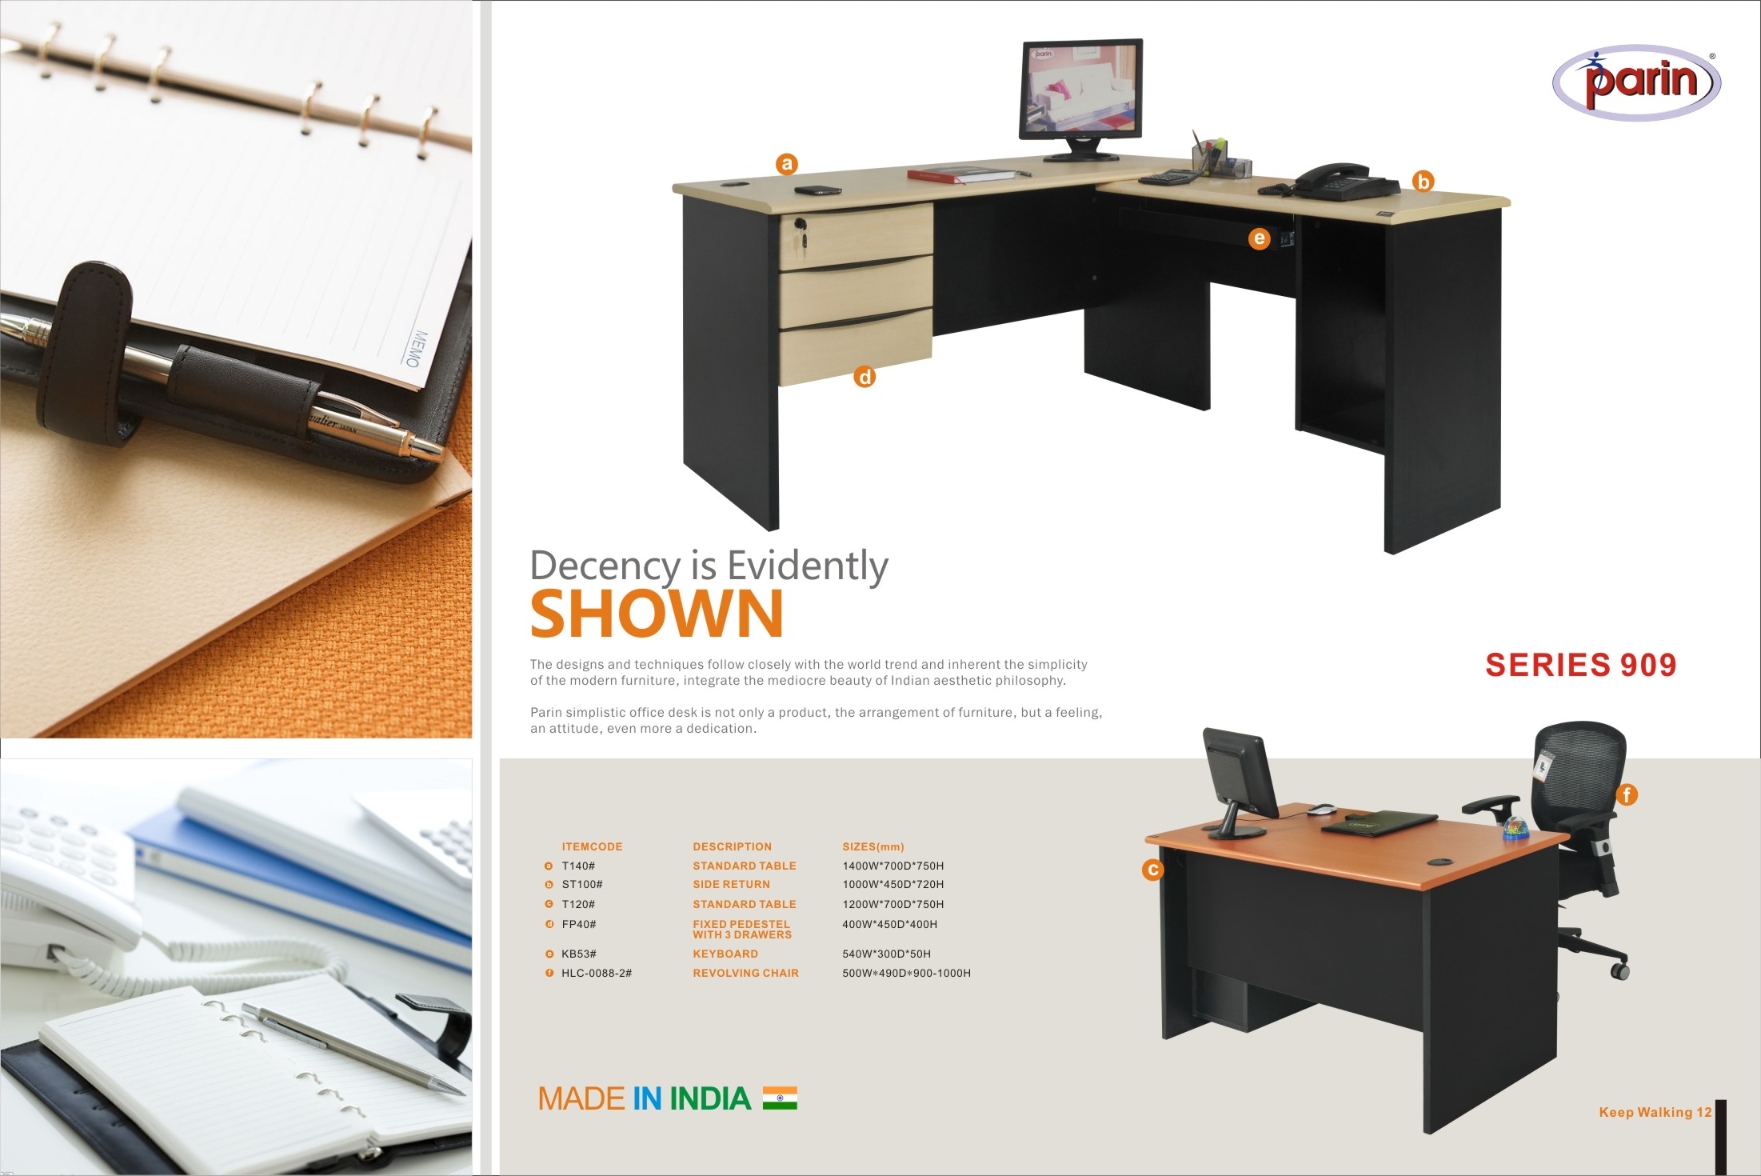 MEMO
JAPAN
parin
parin
®
a
b
e
d
Decency is Evidently
SHOWN
The designs and techniques follow closely with the world trend and inherent the simplicity
of the modern furniture, integrate the mediocre beauty of Indian aesthetic philosophy.
Parin simplistic office desk is not only a product, the arrangement of furniture, but a feeling,
an attitude, even more a dedication.
SERIES 909
f
c
ITEMCODE DESCRIPTION SIZES(mm)
a T140# STANDARD TABLE 1400W*700D*750H
b ST100# SIDE RETURN 1000W*450D*720H
c T120# STANDARD TABLE 1200W*700D*750H
d FP40# FIXED PEDESTEL 400W*450D*400H
WITH 3 DRAWERS
e KB53# KEYBOARD 540W*300D*50H
f HLC-0088-2# REVOLVING CHAIR 500W*490D*900-1000H
MADE IN INDIA
Keep Walking 12